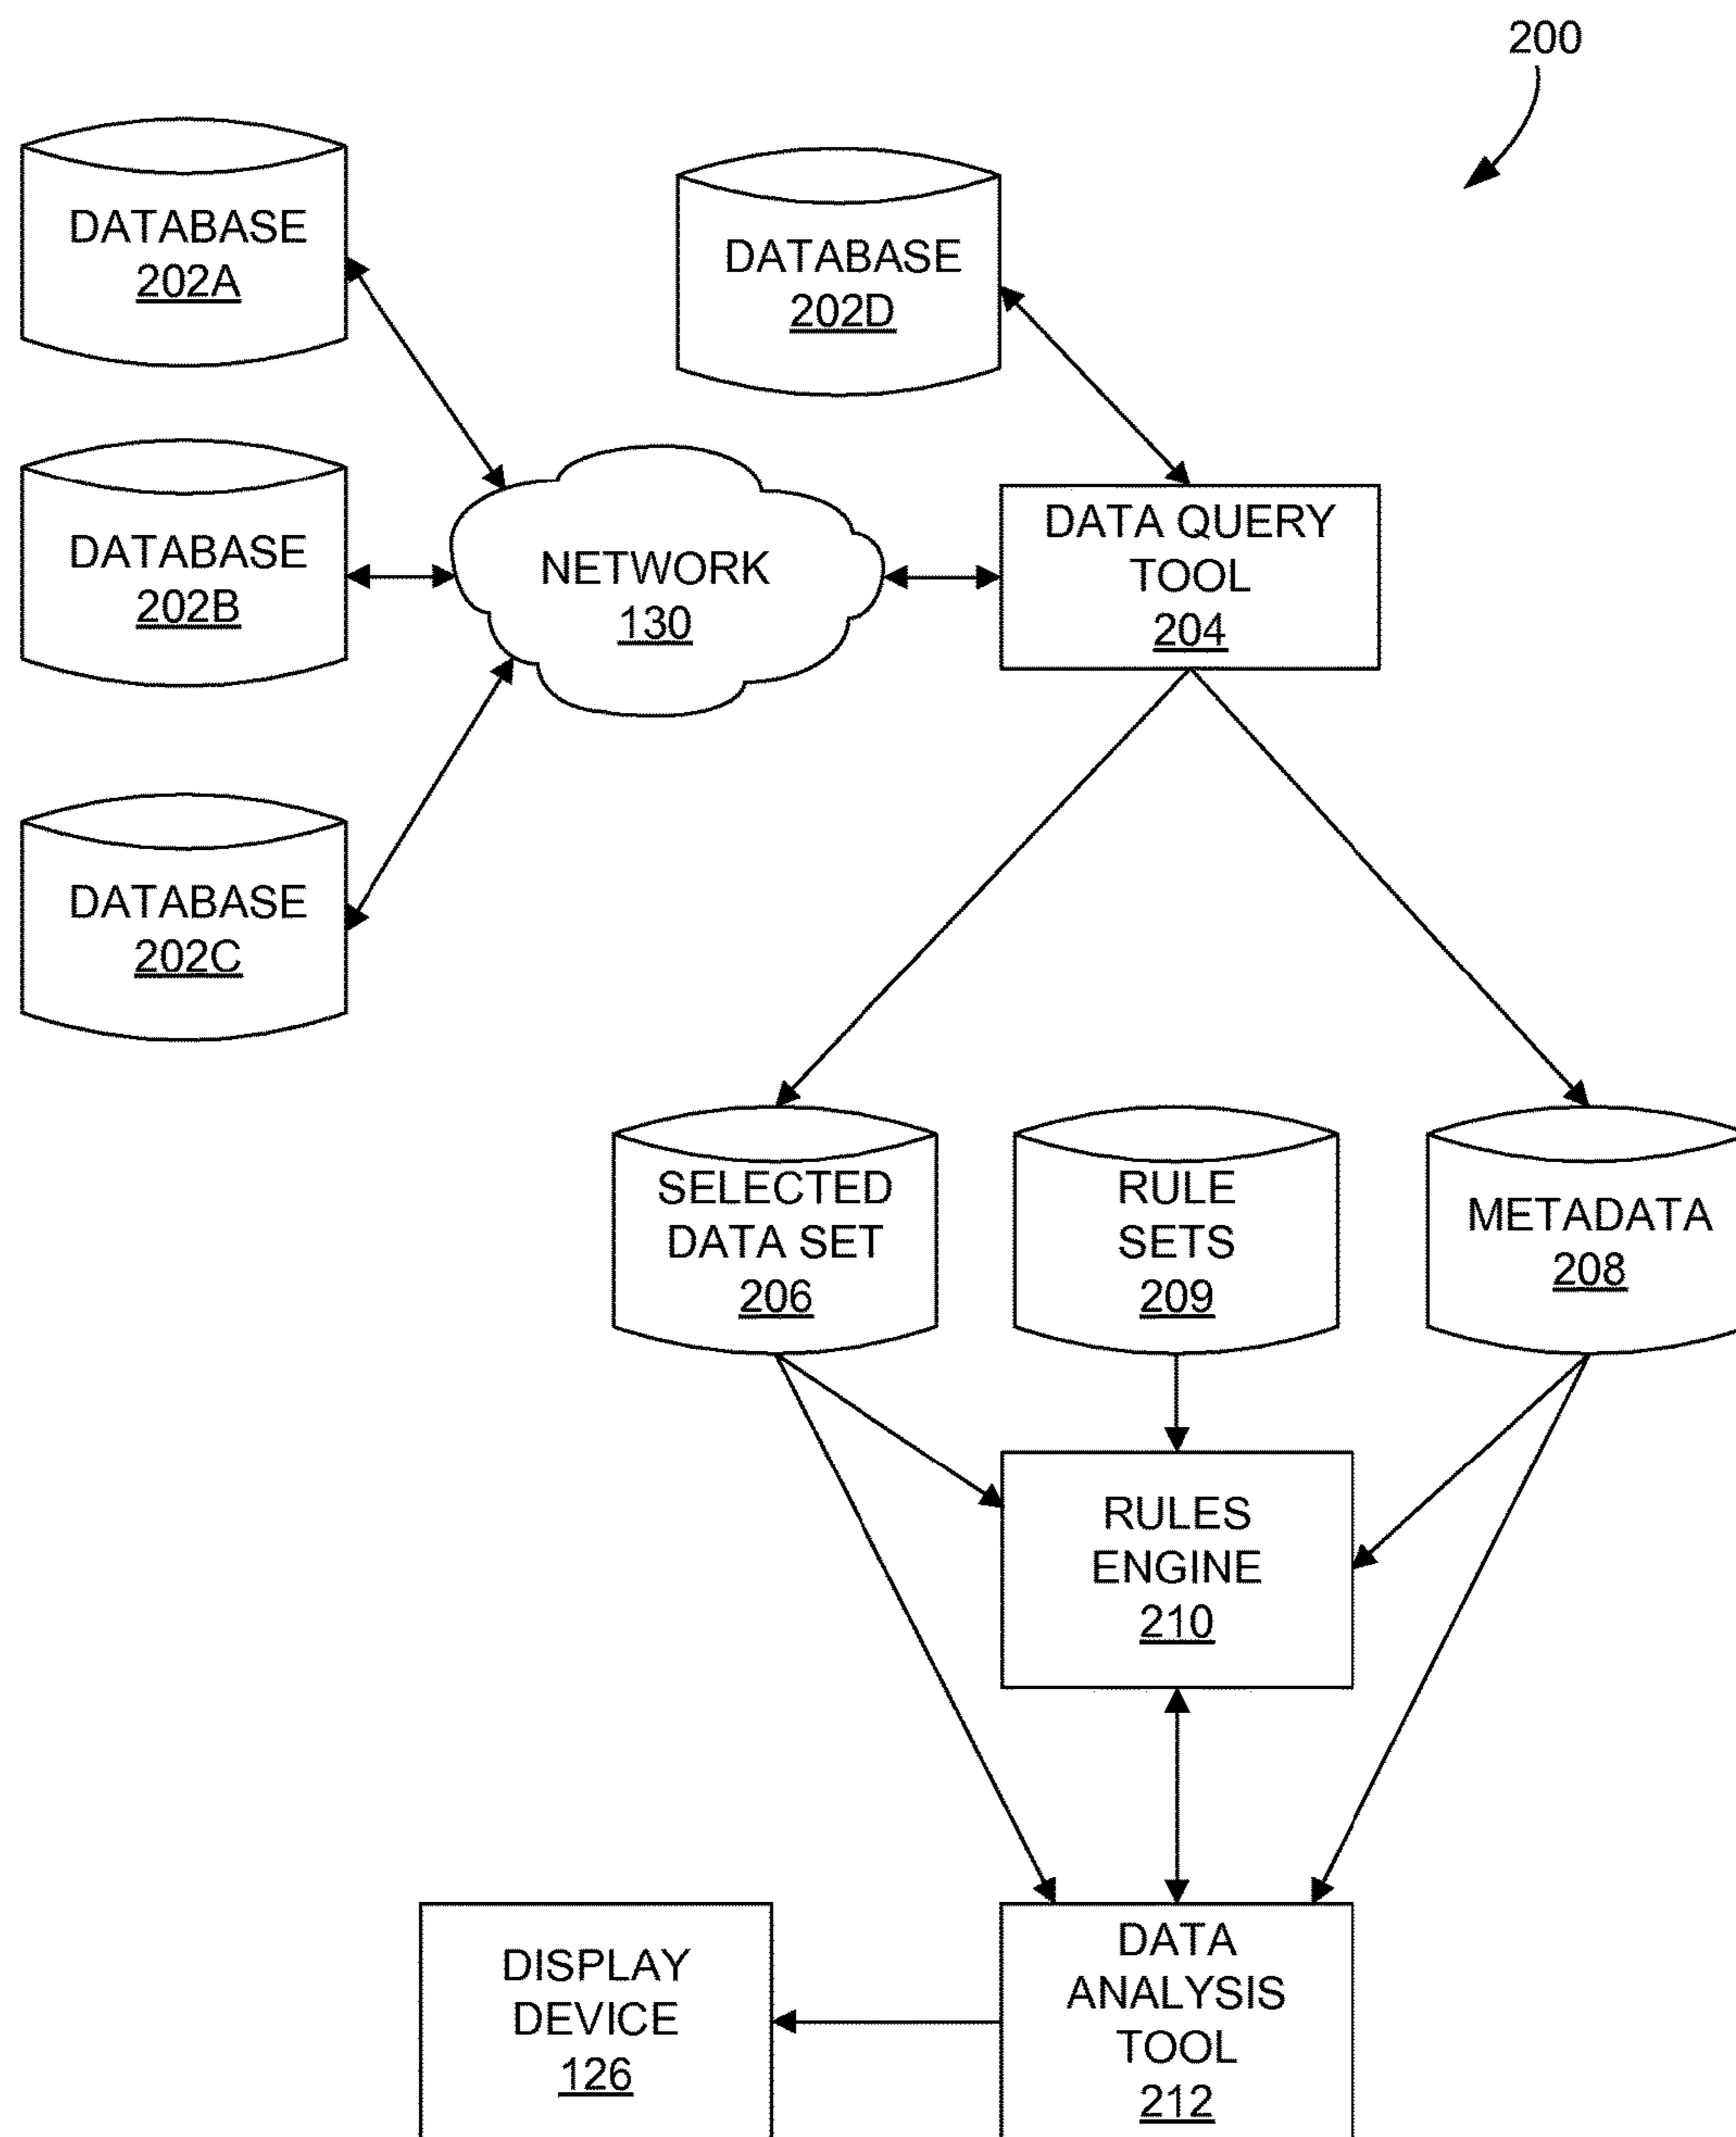 200
DATABASE
202A
DATABASE
202D
DATABASE
202B
NETWORK
130
DATA QUERY
TOOL
204
DATABASE
202C
SELECTED
DATA SET
206
RULE
SETS
209
METADATA
208
RULES
ENGINE
210
DISPLAY
DEVICE
126
DATA
ANALYSIS
TOOL
212